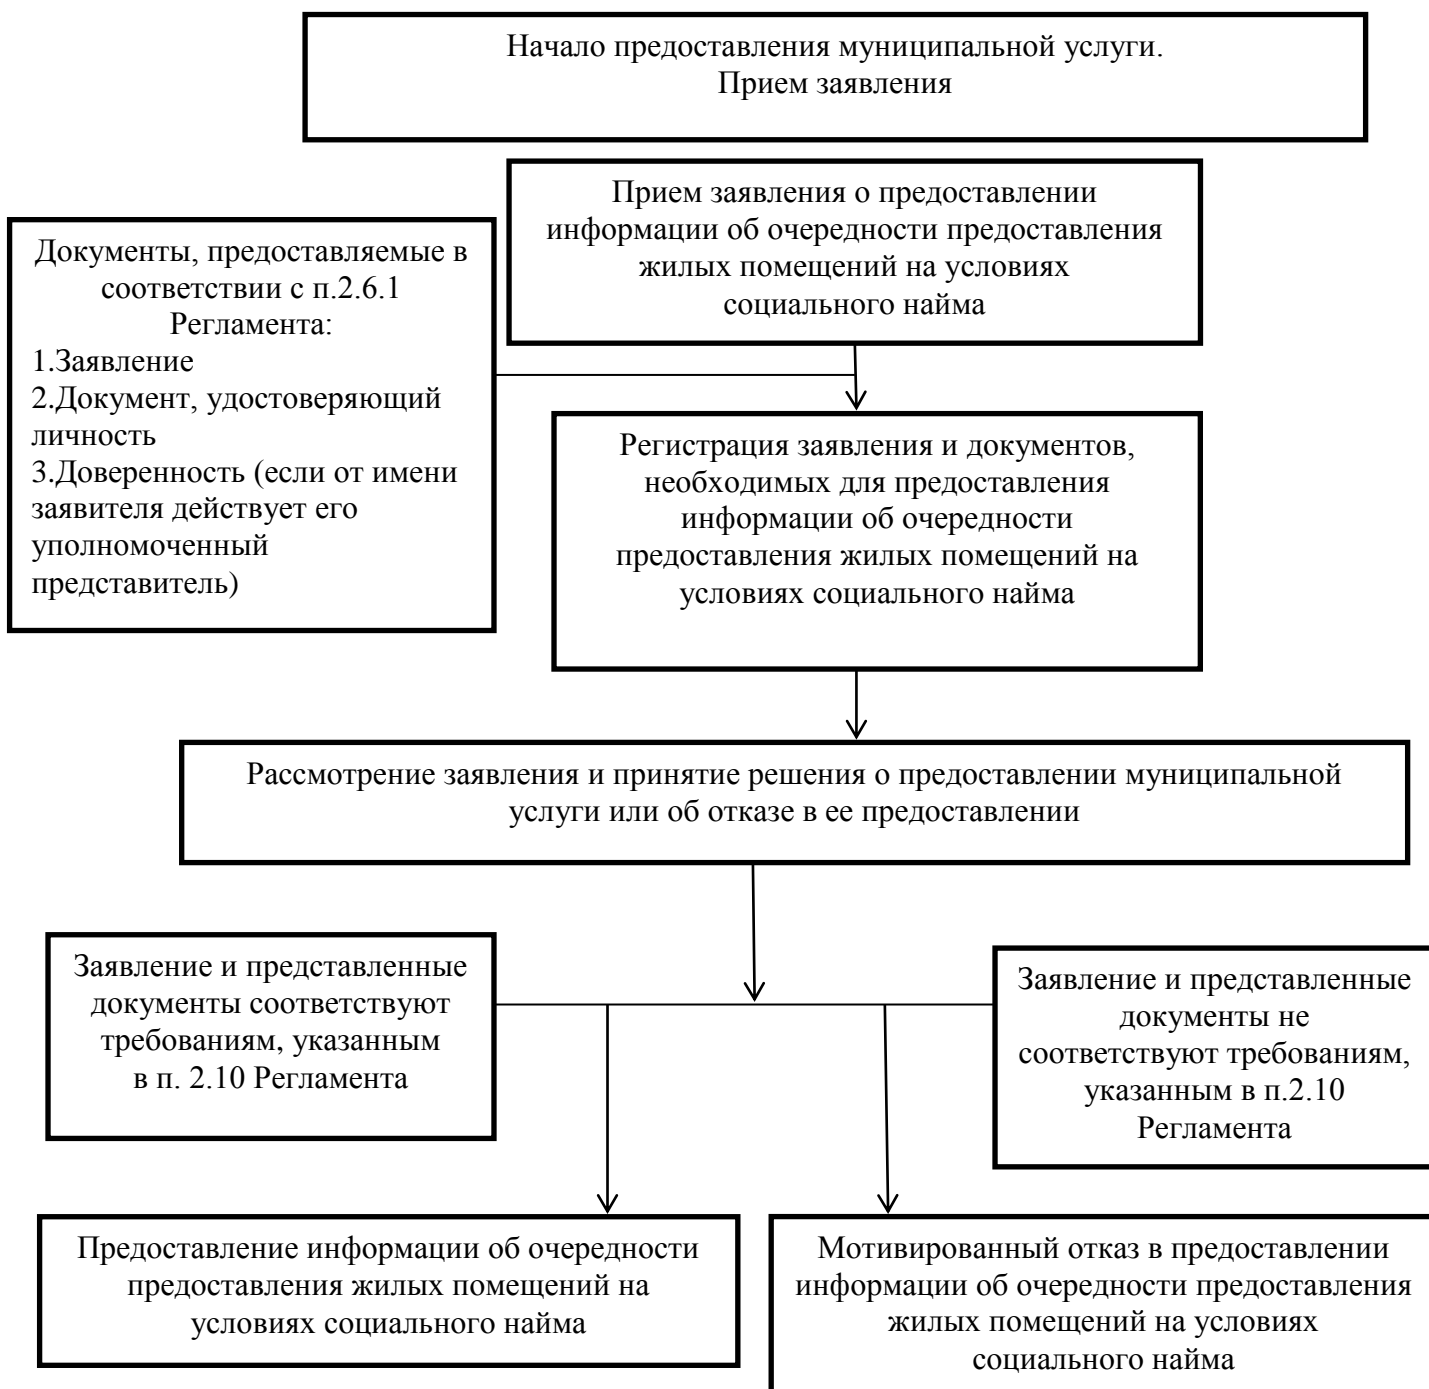 Начало предоставления муниципальной услуги.
Прием заявления
Прием заявления о предоставлении
информации об очередности предоставления
жилых помещений на условиях
социального найма
Документы, предоставляемые в
соответствии с п.2.6.1
Регламента:
1.Заявление
2.Документ, удостоверяющий
личность
3.Доверенность (если от имени
заявителя действует его
уполномоченный
представитель)
Регистрация заявления и документов,
необходимых для предоставления
информации об очередности
предоставления жилых помещений на
условиях социального найма
Рассмотрение заявления и принятие решения о предоставлении муниципальной
услуги или об отказе в ее предоставлении
Заявление и представленные
документы соответствуют
требованиям, указанным
в п. 2.10 Регламента
Заявление и представленные
документы не
соответствуют требованиям,
указанным в п.2.10
Регламента
Предоставление информации об очередности
предоставления жилых помещений на
условиях социального найма
Мотивированный отказ в предоставлении
информации об очередности предоставления
жилых помещений на условиях
социального найма